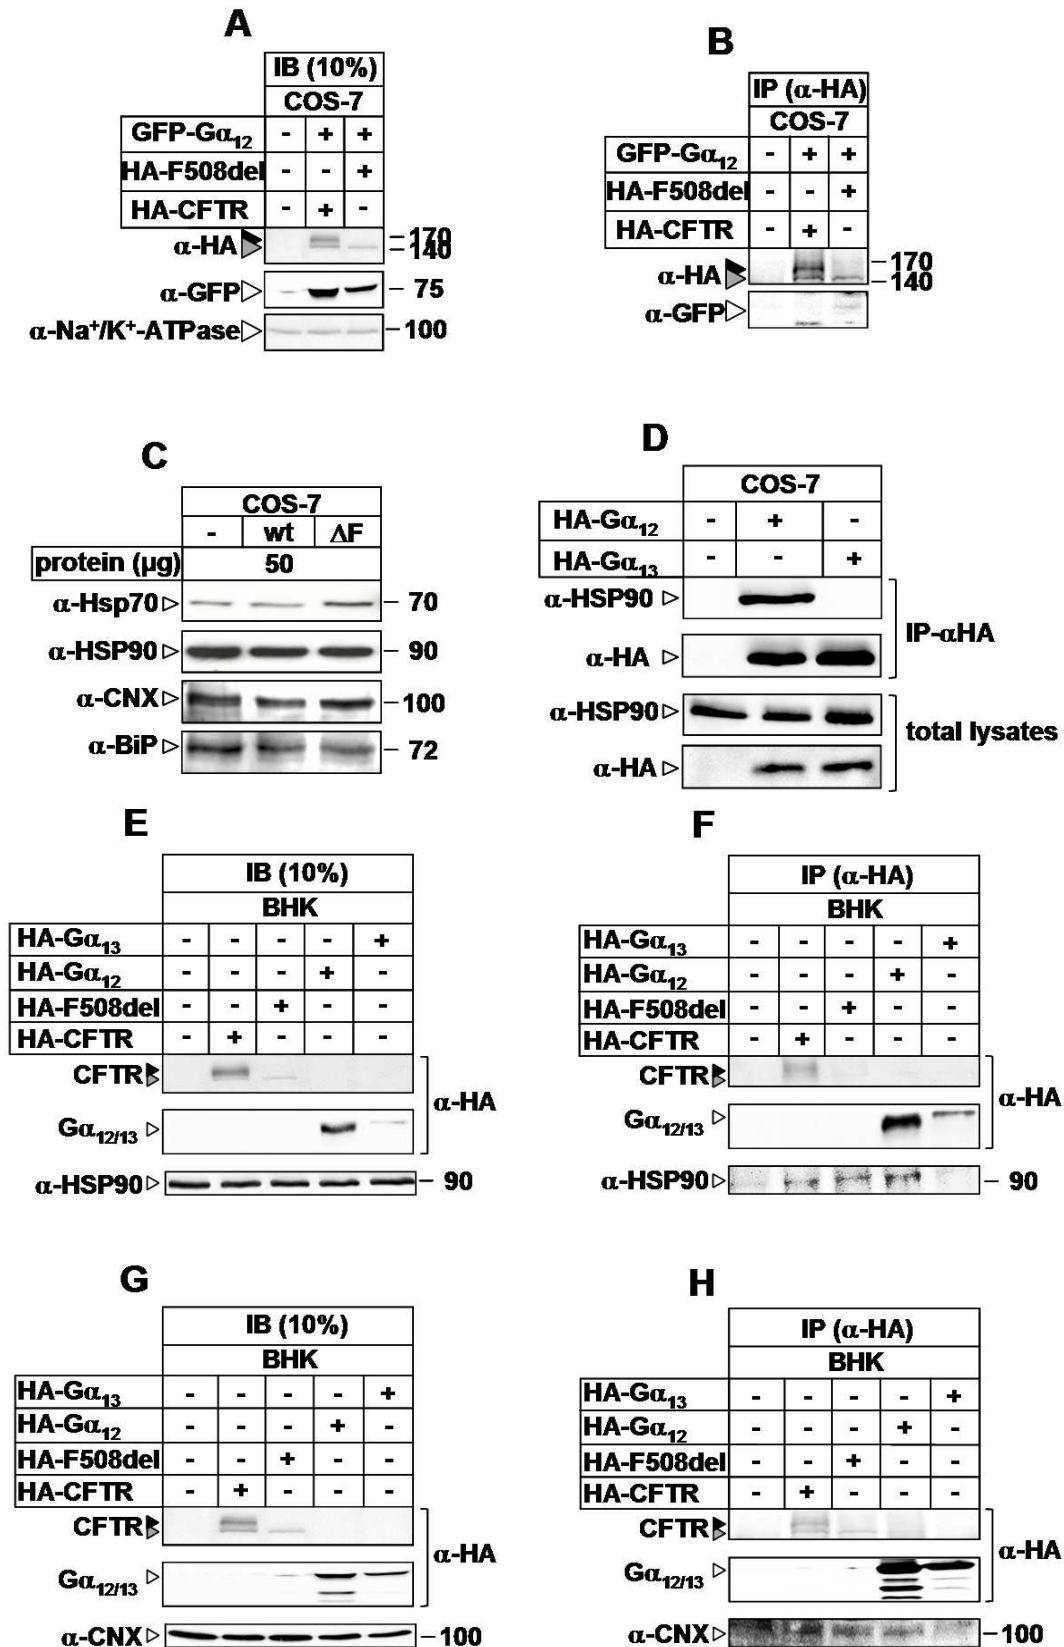 A
IB (10%)
COS-7
GFP-Gα12 - + +
HA-F508del - - +
HA-CFTR - + -
α-HA 170
140
α-GFP 75
α-Na+/K+-ATPase 100
B
IP (α-HA)
COS-7
GFP-Gα12 - + +
HA-F508del - - +
HA-CFTR - + -
α-HA 170
140
α-GFP
C
COS-7
- wt ΔF
protein (µg) 50
α-Hsp70 70
α-HSP90 90
α-CNX 100
α-BiP 72
D
COS-7
HA-Gα12 - + -
HA-Gα13 - - +
α-HSP90
IP-αHA
α-HA
α-HSP90
total lysates
α-HA
E
IB (10%)
BHK
HA-Gα13 - - - - +
HA-Gα12 - - - + -
HA-F508del - - + - -
HA-CFTR - + - - -
CFTR
α-HA
Gα12/13
α-HSP90 90
F
IP (α-HA)
BHK
HA-Gα13 - - - - +
HA-Gα12 - - - + -
HA-F508del - - + - -
HA-CFTR - + - - -
CFTR
α-HA
Gα12/13
α-HSP90 90
G
IB (10%)
BHK
HA-Gα13 - - - - +
HA-Gα12 - - - + -
HA-F508del - - + - -
HA-CFTR - + - - -
CFTR
α-HA
Gα12/13
α-CNX 100
H
IP (α-HA)
BHK
HA-Gα13 - - - - +
HA-Gα12 - - - + -
HA-F508del - - + - -
HA-CFTR - + - - -
CFTR
α-HA
Gα12/13
α-CNX 100